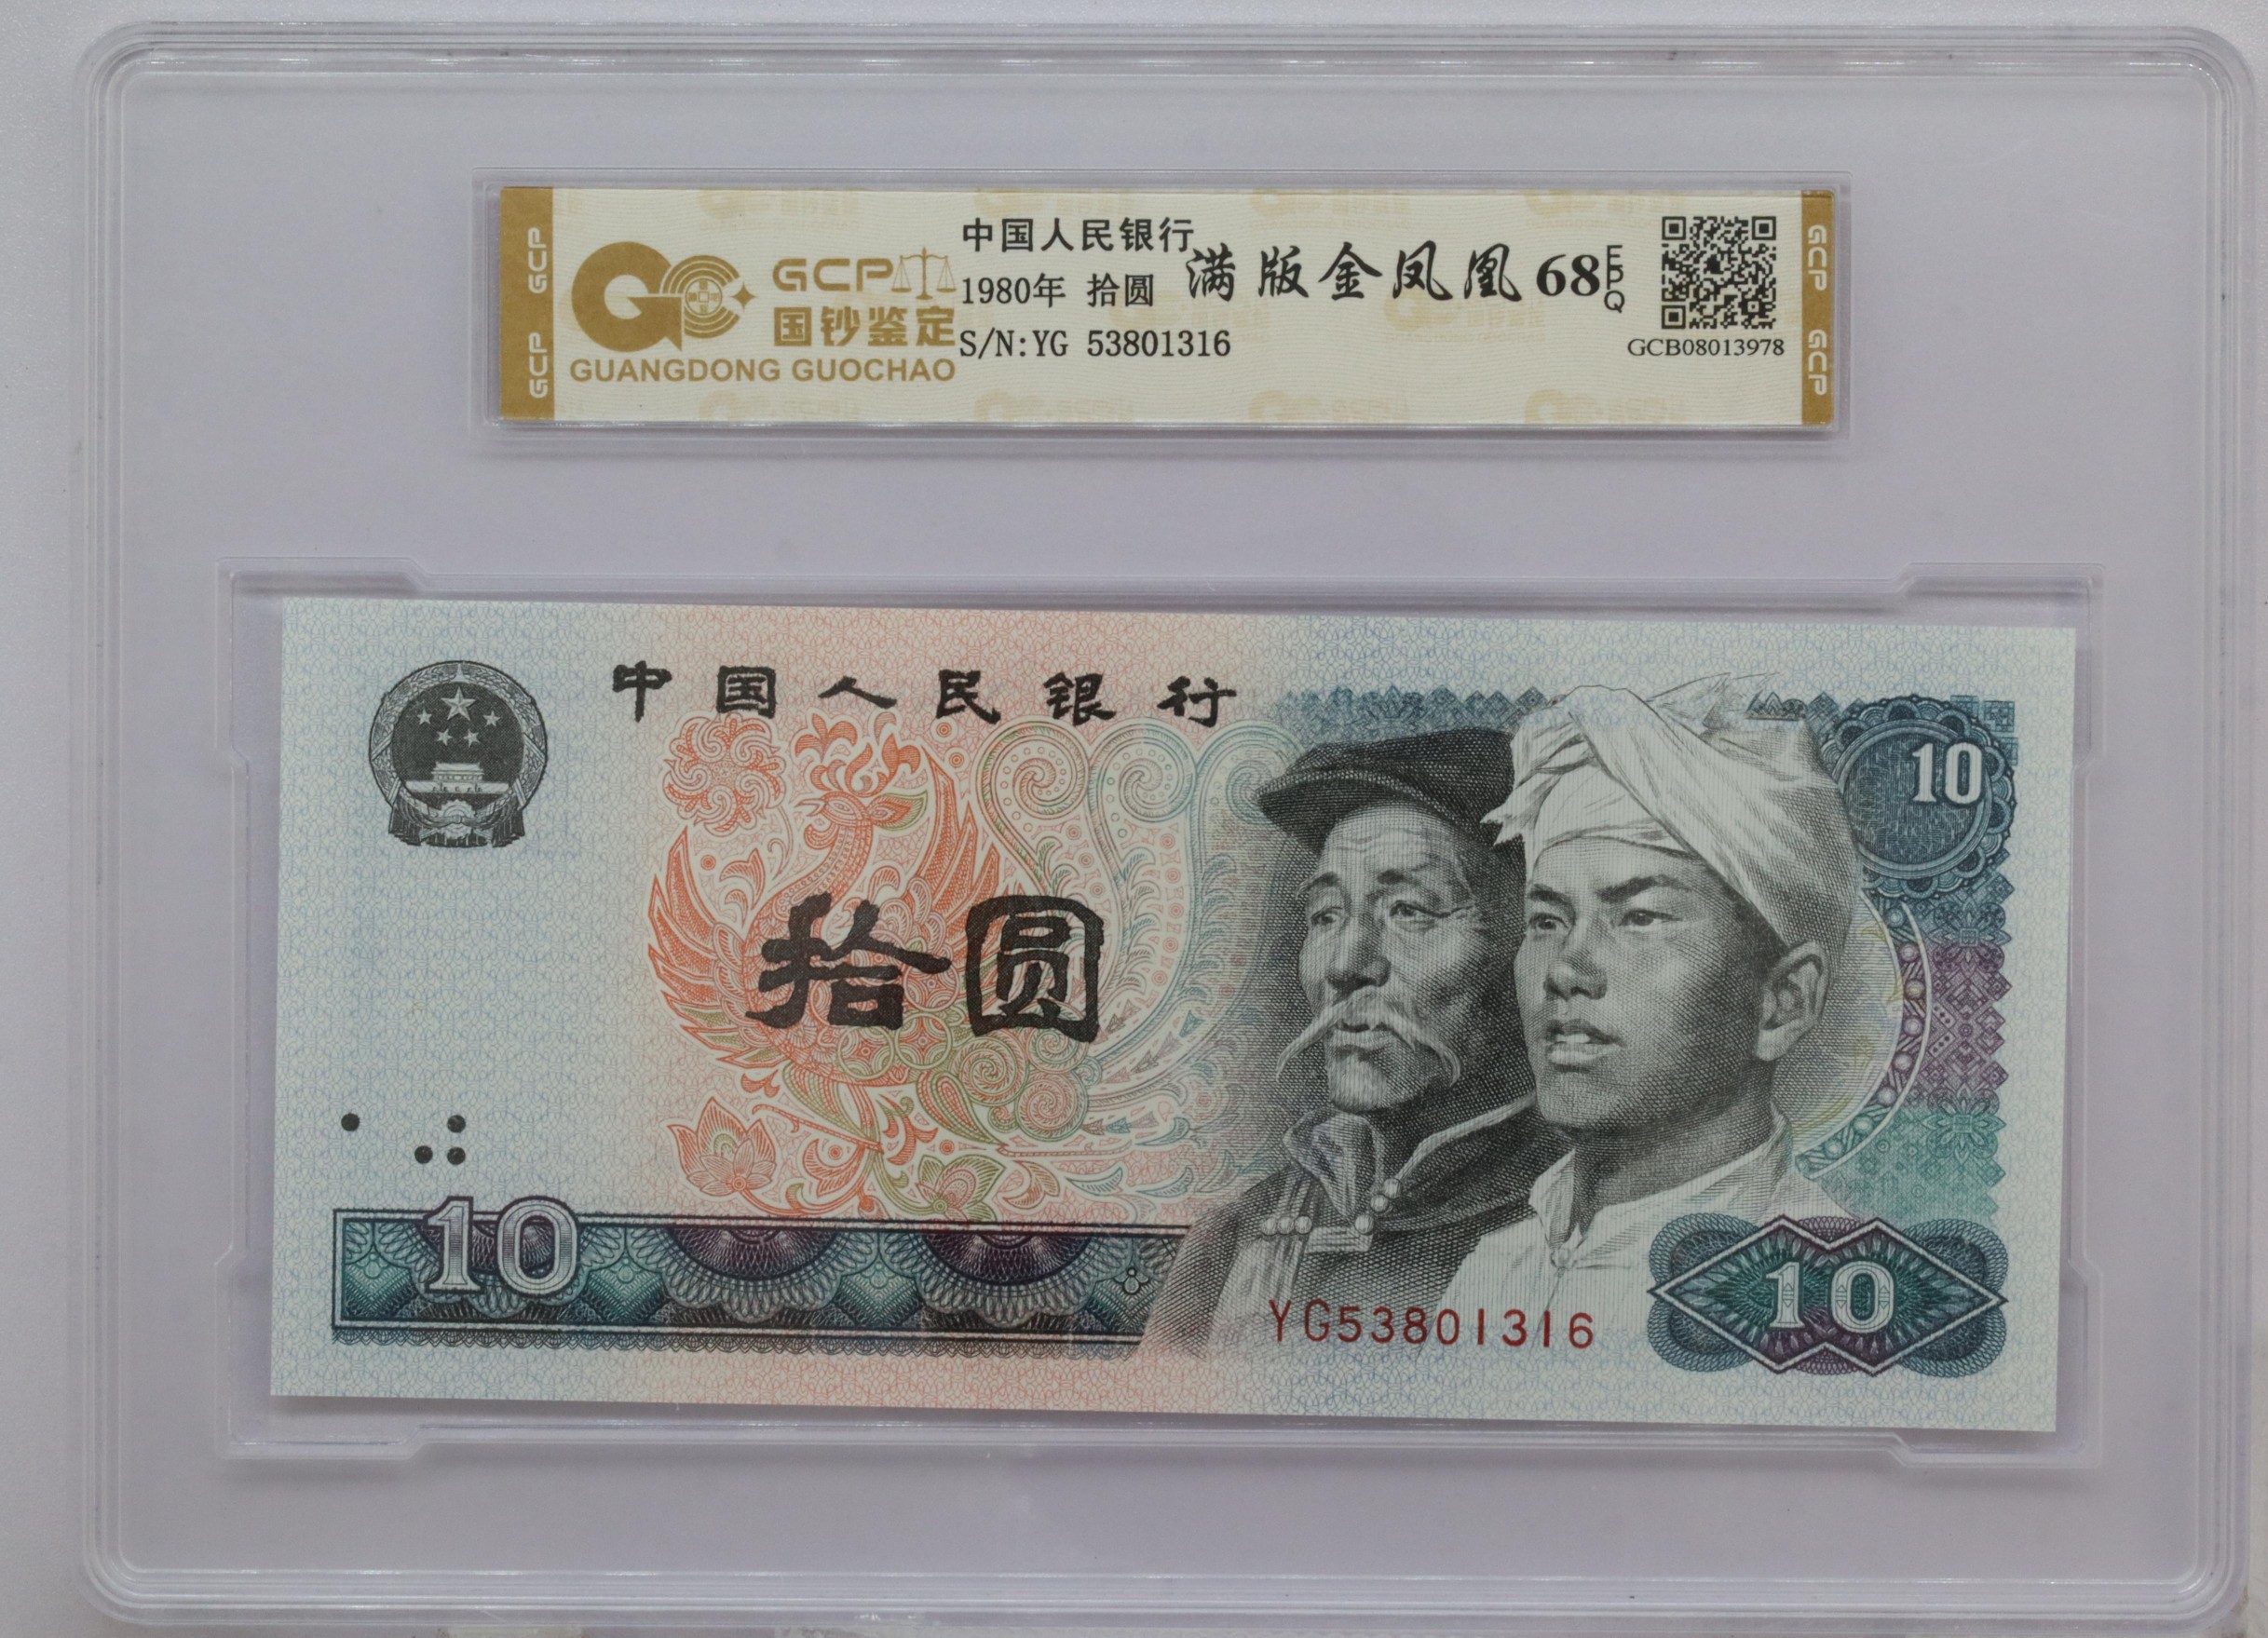 GCP GCP
GCP
国钞鉴定
GUANGDONG GUOCHAO
中国人民银行
1980年 拾圆
S/N:YG 53801316
满版金凤凰 68 EPQ
GCB08013978
GCP GCP
中国人民银行
10
拾圆
10
YG53801316
10